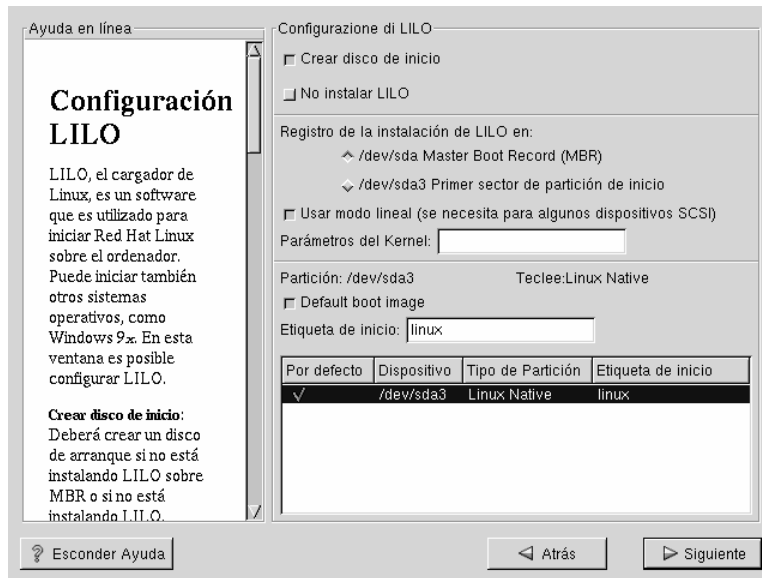 Ayuda en línea
Configuración
LILO
LILO, el cargador de
Linux, es un software
que es utilizado para
iniciar Red Hat Linux
sobre el ordenador.
Puede iniciar también
otros sistemas
operativos, como
Windows 9x. En esta
ventana es posible
configurar LILO.
Crear disco de inicio:
Deberá crear un disco
de arranque si no está
instalando LILO sobre
MBR o si no está
instalando LILO.
Configurazione di LILO
Crear disco de inicio
No instalar LILO
Registro de la instalación de LILO en:
/dev/sda Master Boot Record (MBR)
/dev/sda3 Primer sector de partición de inicio
Usar modo lineal (se necesita para algunos dispositivos SCSI)
Parámetros del Kernel:
Partición: /dev/sda3 Teclee:Linux Native
Default boot image
Etiqueta de inicio: linux
Por defecto Dispositivo Tipo de Partición Etiqueta de inicio
/dev/sda3 Linux Native linux
? Esconder Ayuda
Atrás
Siguiente